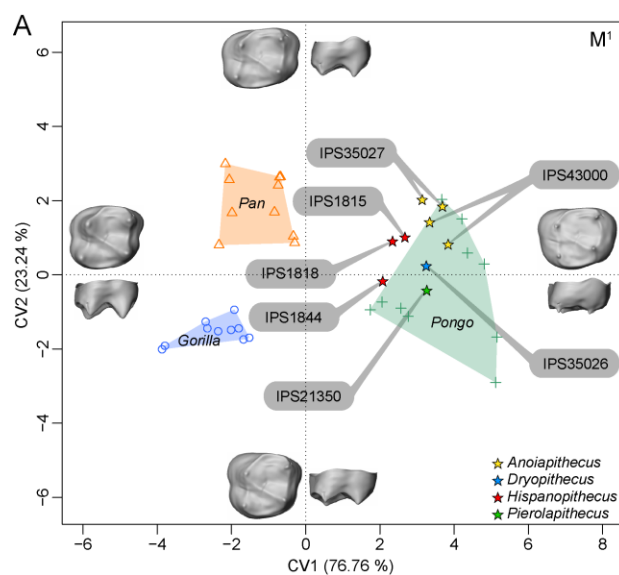 A
M¹
6
4
2
0
-2
-4
-6
CV2 (23.24 %)
IPS35027
IPS43000
IPS1815
Pan
IPS1818
IPS1844
Gorilla
Pongo
IPS21350
IPS35026
Anoiapithecus
Dryopithecus
Hispanopithecus
Pierolapithecus
-6 -4 -2 0 2 4 6 8
CV1 (76.76 %)